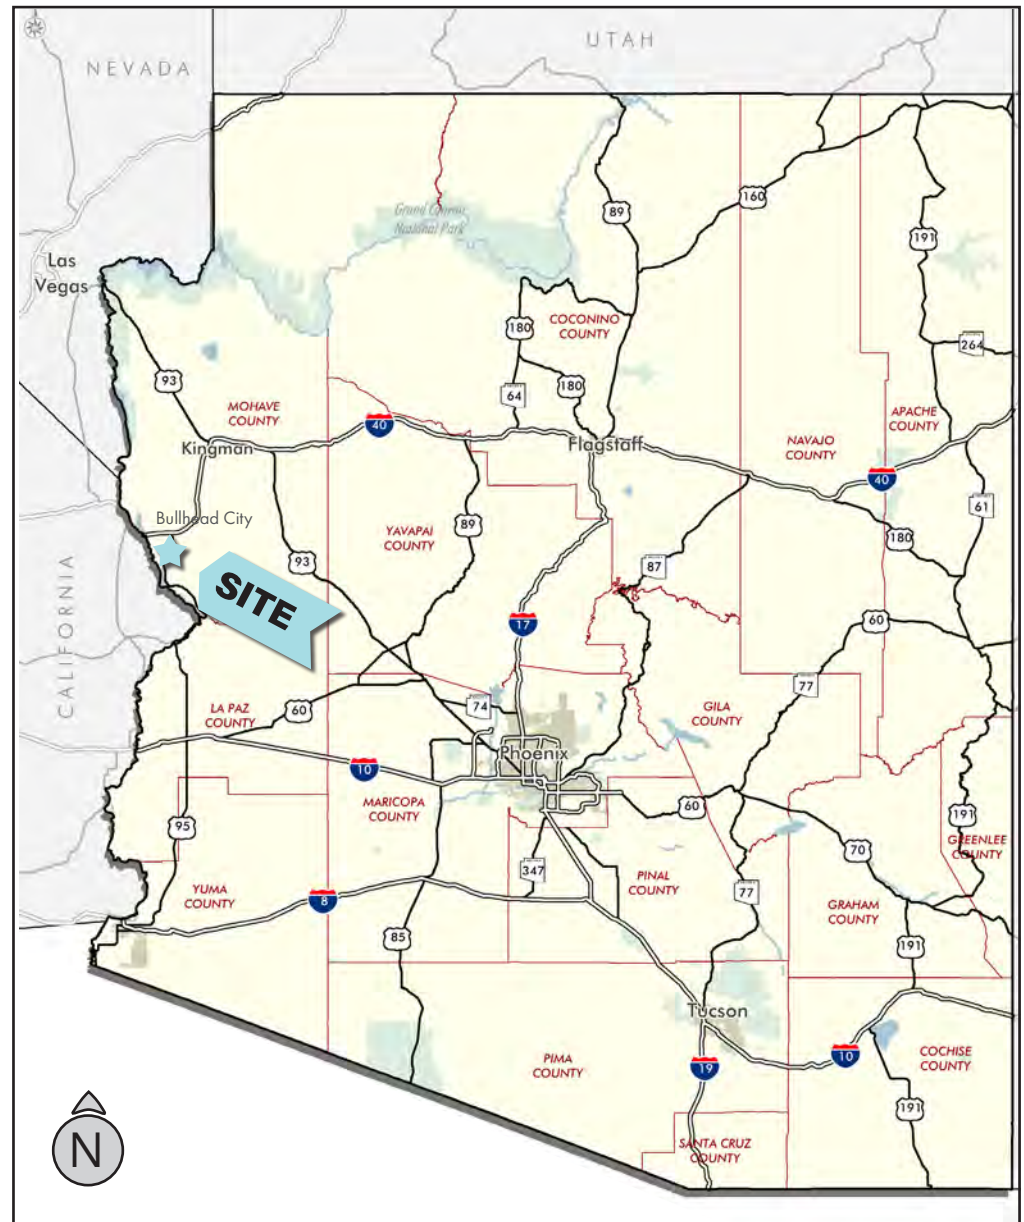 UTAH
NEVADA
Grand Canyon
National Park
89
160
191
Las
Vegas
180
COCONINO
COUNTY
264
93
64
180
MOHAVE
COUNTY
40
APACHE
COUNTY
Kingman
Flagstaff
NAVAJO
COUNTY
40
61
Bullhead City
89
YAVAPAI
COUNTY
180
93
87
SITE
CALIFORNIA
17
60
77
LA PAZ
COUNTY
60
74
GILA
COUNTY
Phoenix
10
MARICOPA
COUNTY
60
95
191
GREENLEE
COUNTY
70
347
PINAL
COUNTY
77
YUMA
COUNTY
8
GRAHAM
COUNTY
85
191
Tucson
PIMA
COUNTY
19
10
COCHISE
COUNTY
191
N
SANTA CRUZ
COUNTY